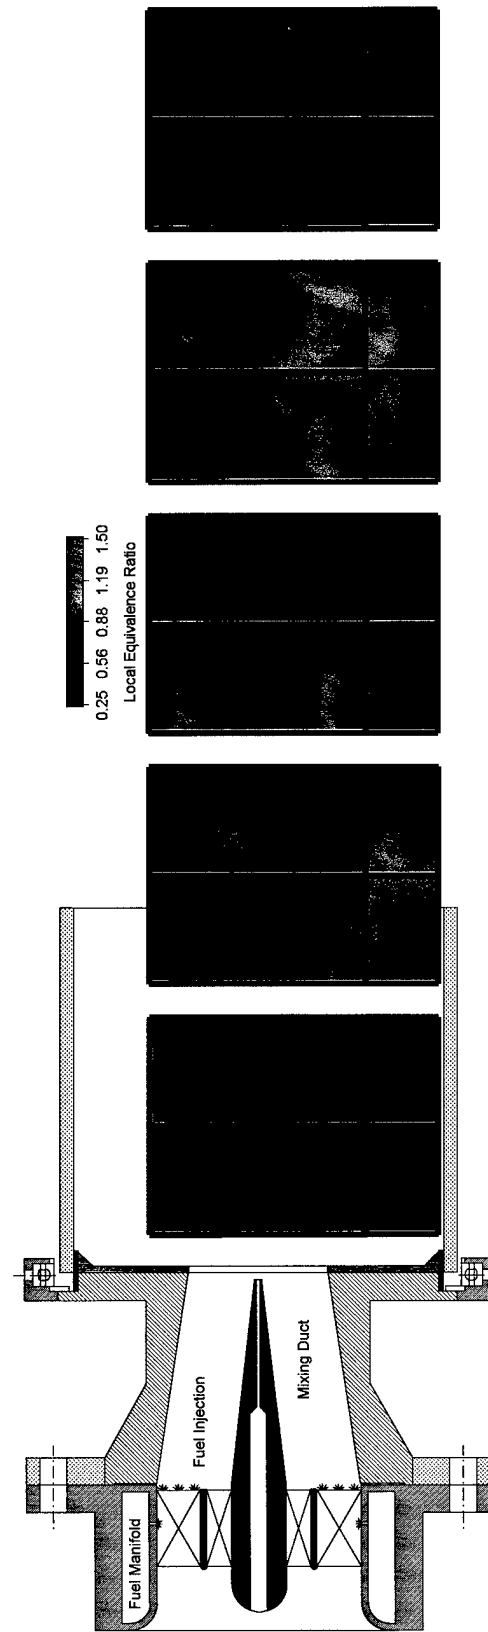 0.25 0.56 0.88 1.19 1.50
Local Equivalence Ratio
Fuel Injection
Mixing Duct
Fuel Manifold